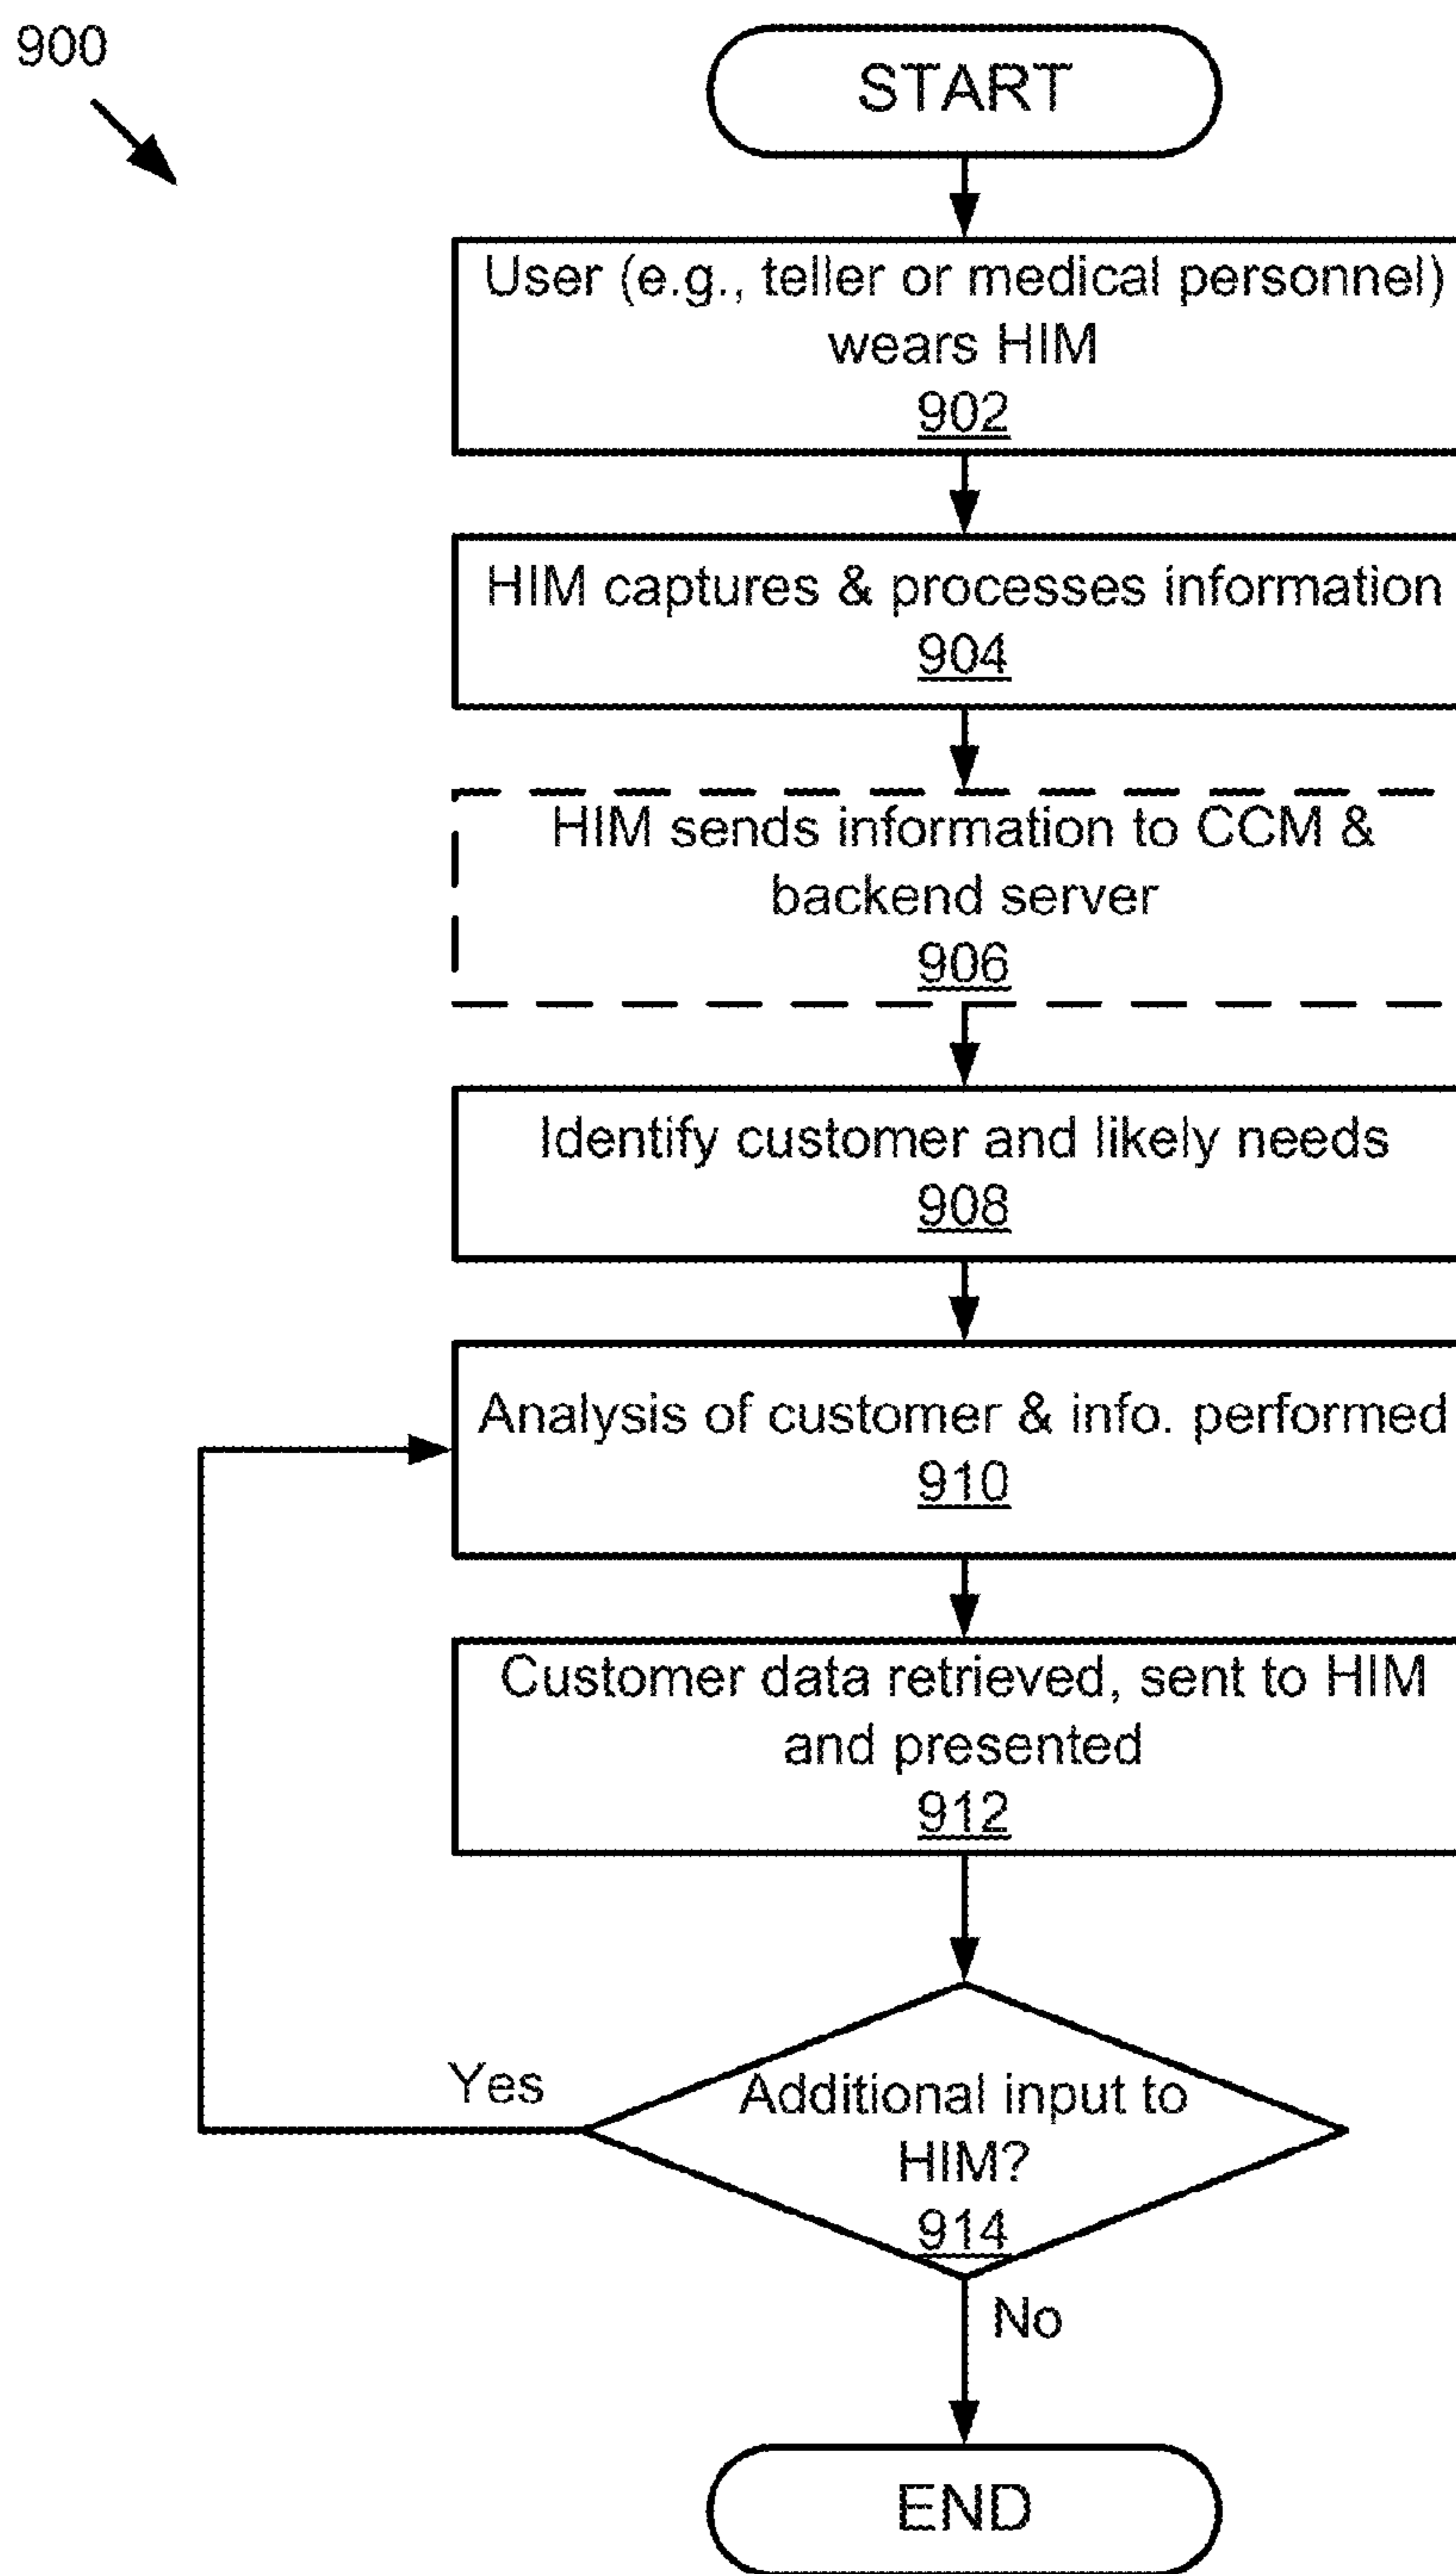 900
START
User (e.g., teller or medical personnel)
wears HIM
902
HIM captures & processes information
904
HIM sends information to CCM &
backend server
906
Identify customer and likely needs
908
Analysis of customer & info. performed
910
Customer data retrieved, sent to HIM
and presented
912
Yes
Additional input to
HIM?
914
No
END